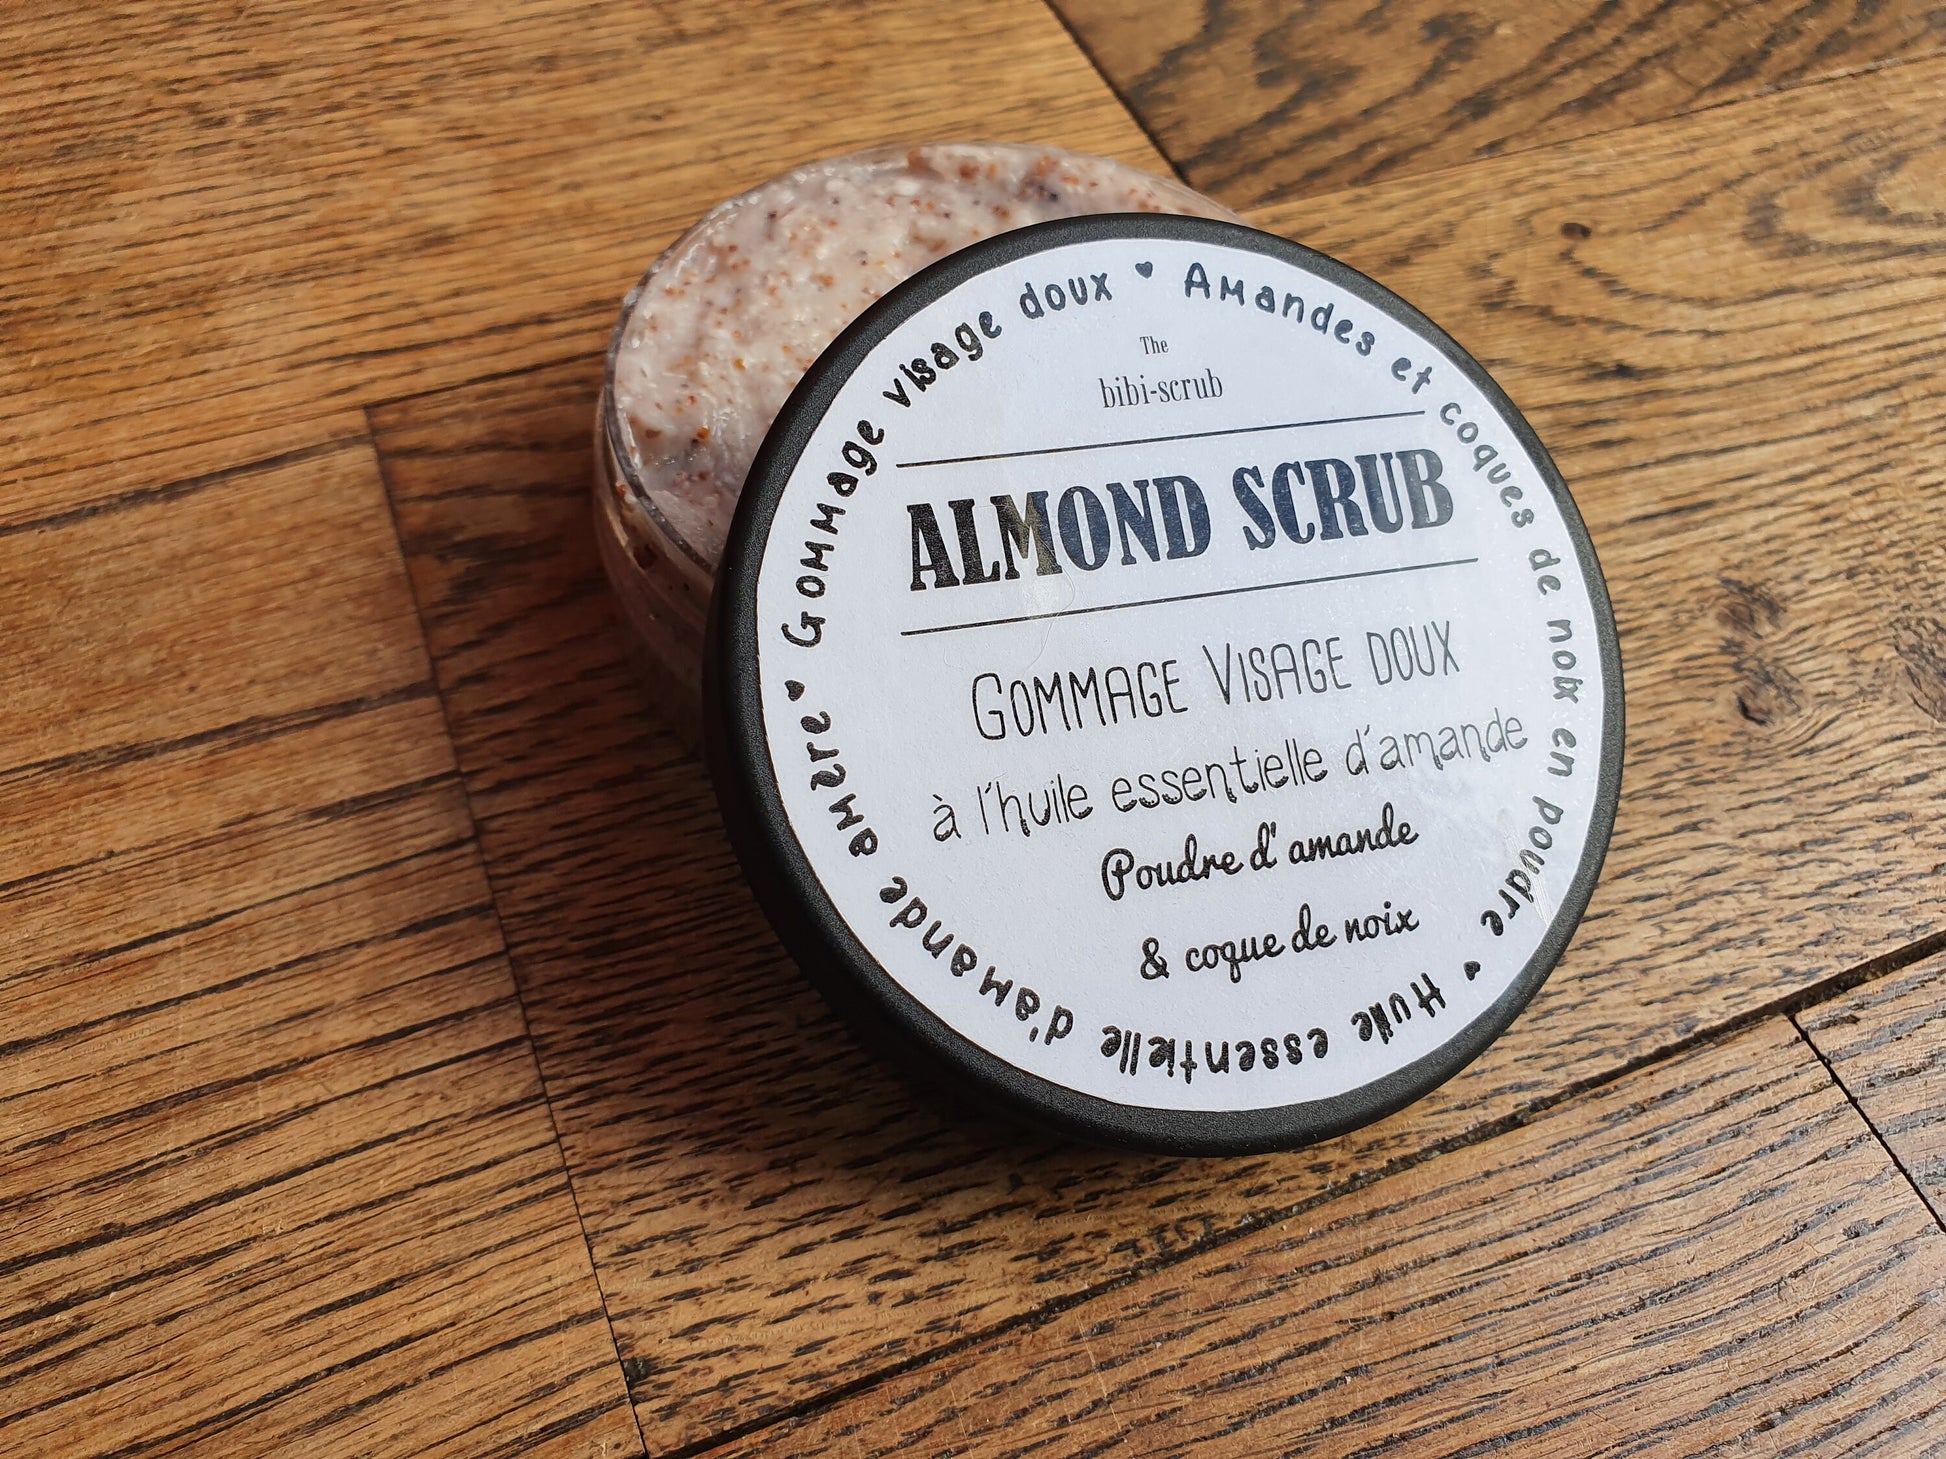 The
bibi-scrub
ALMOND SCRUB
GOMMAGE VISAGE DOUX
à l'huile essentielle d'amande
Poudre d'amande
& coque de noix
Gommage visage doux ♥ Amandes et coques de noix en poudre ♥ Huile essentielle d'amande amère ♥